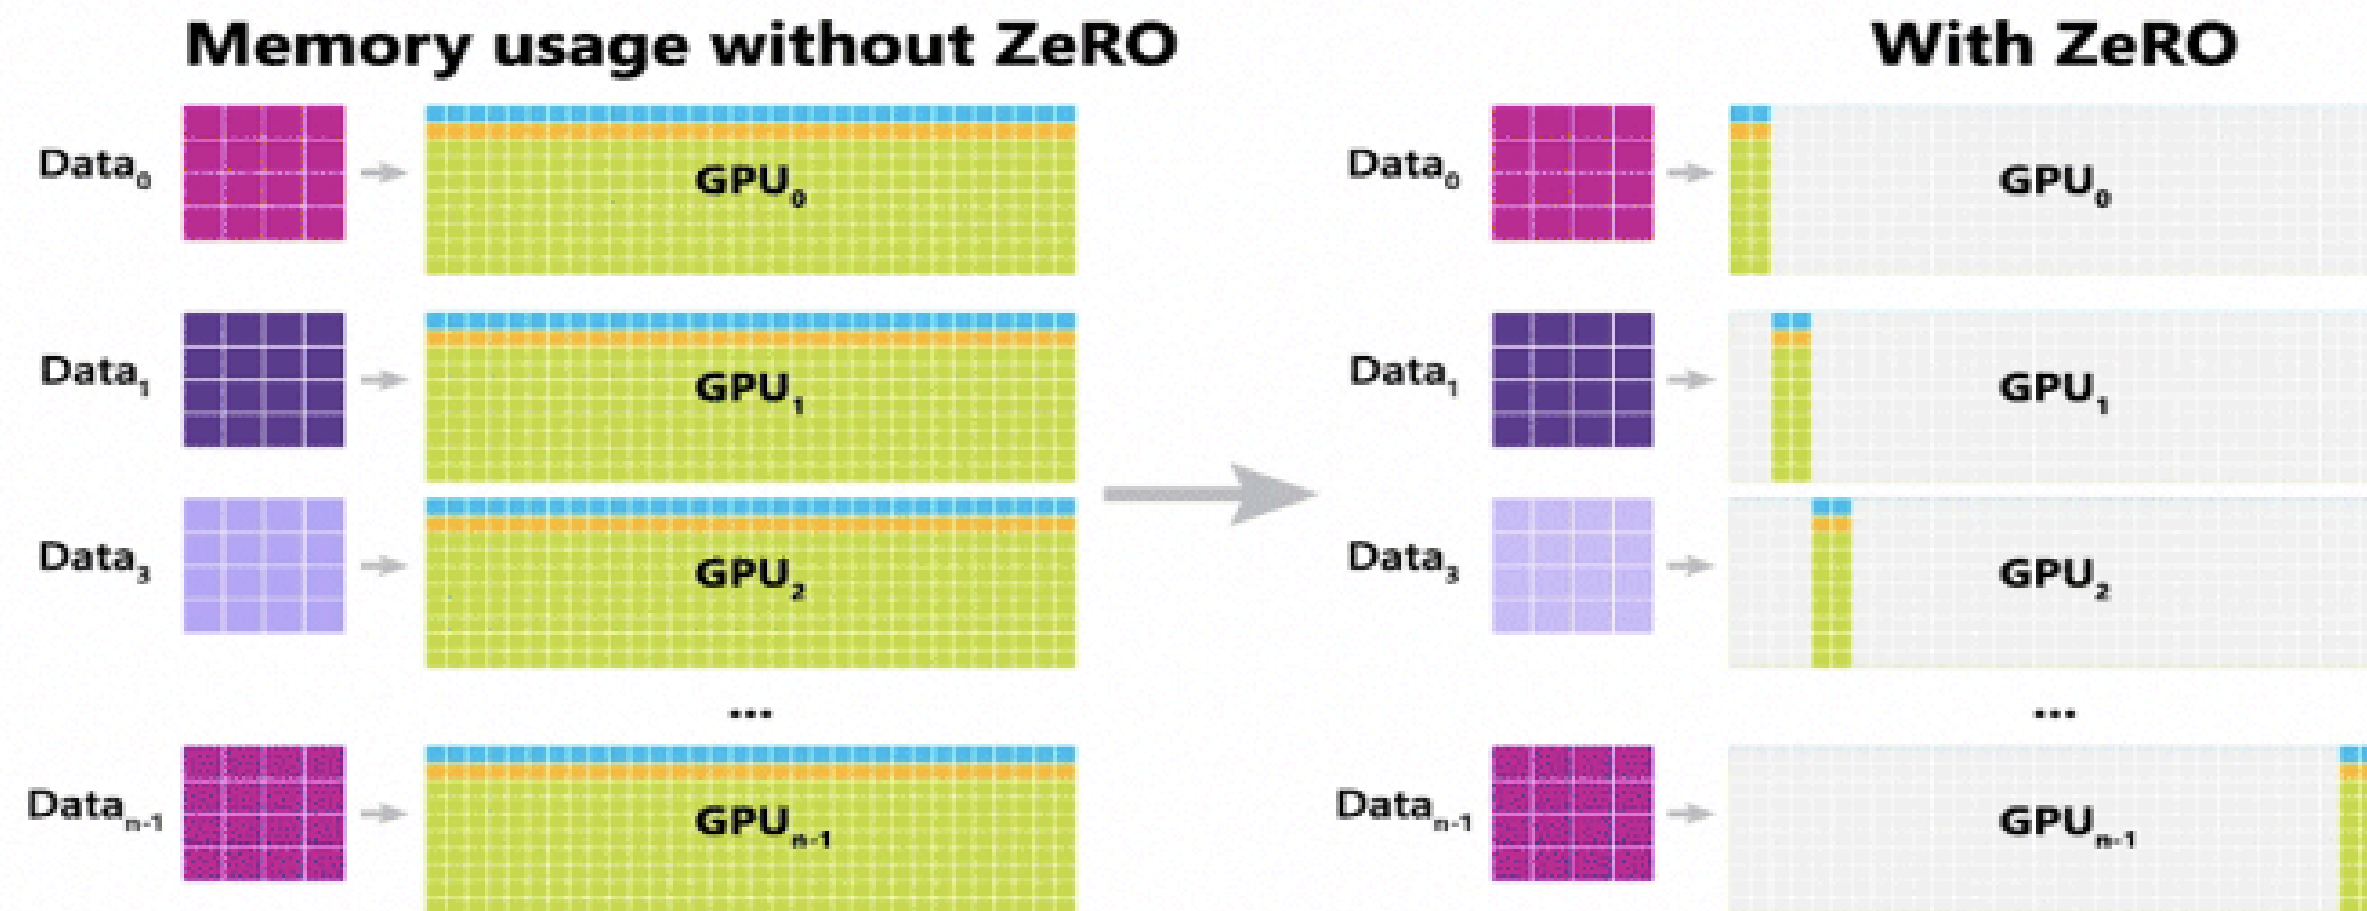 Memory usage without ZeRO
With ZeRO
Data₀
GPU₀
Data₀
GPU₀
Data₁
GPU₁
Data₁
GPU₁
Data₃
GPU₂
Data₃
GPU₂
...
...
Dataₙ₋₁
GPUₙ₋₁
Dataₙ₋₁
GPUₙ₋₁